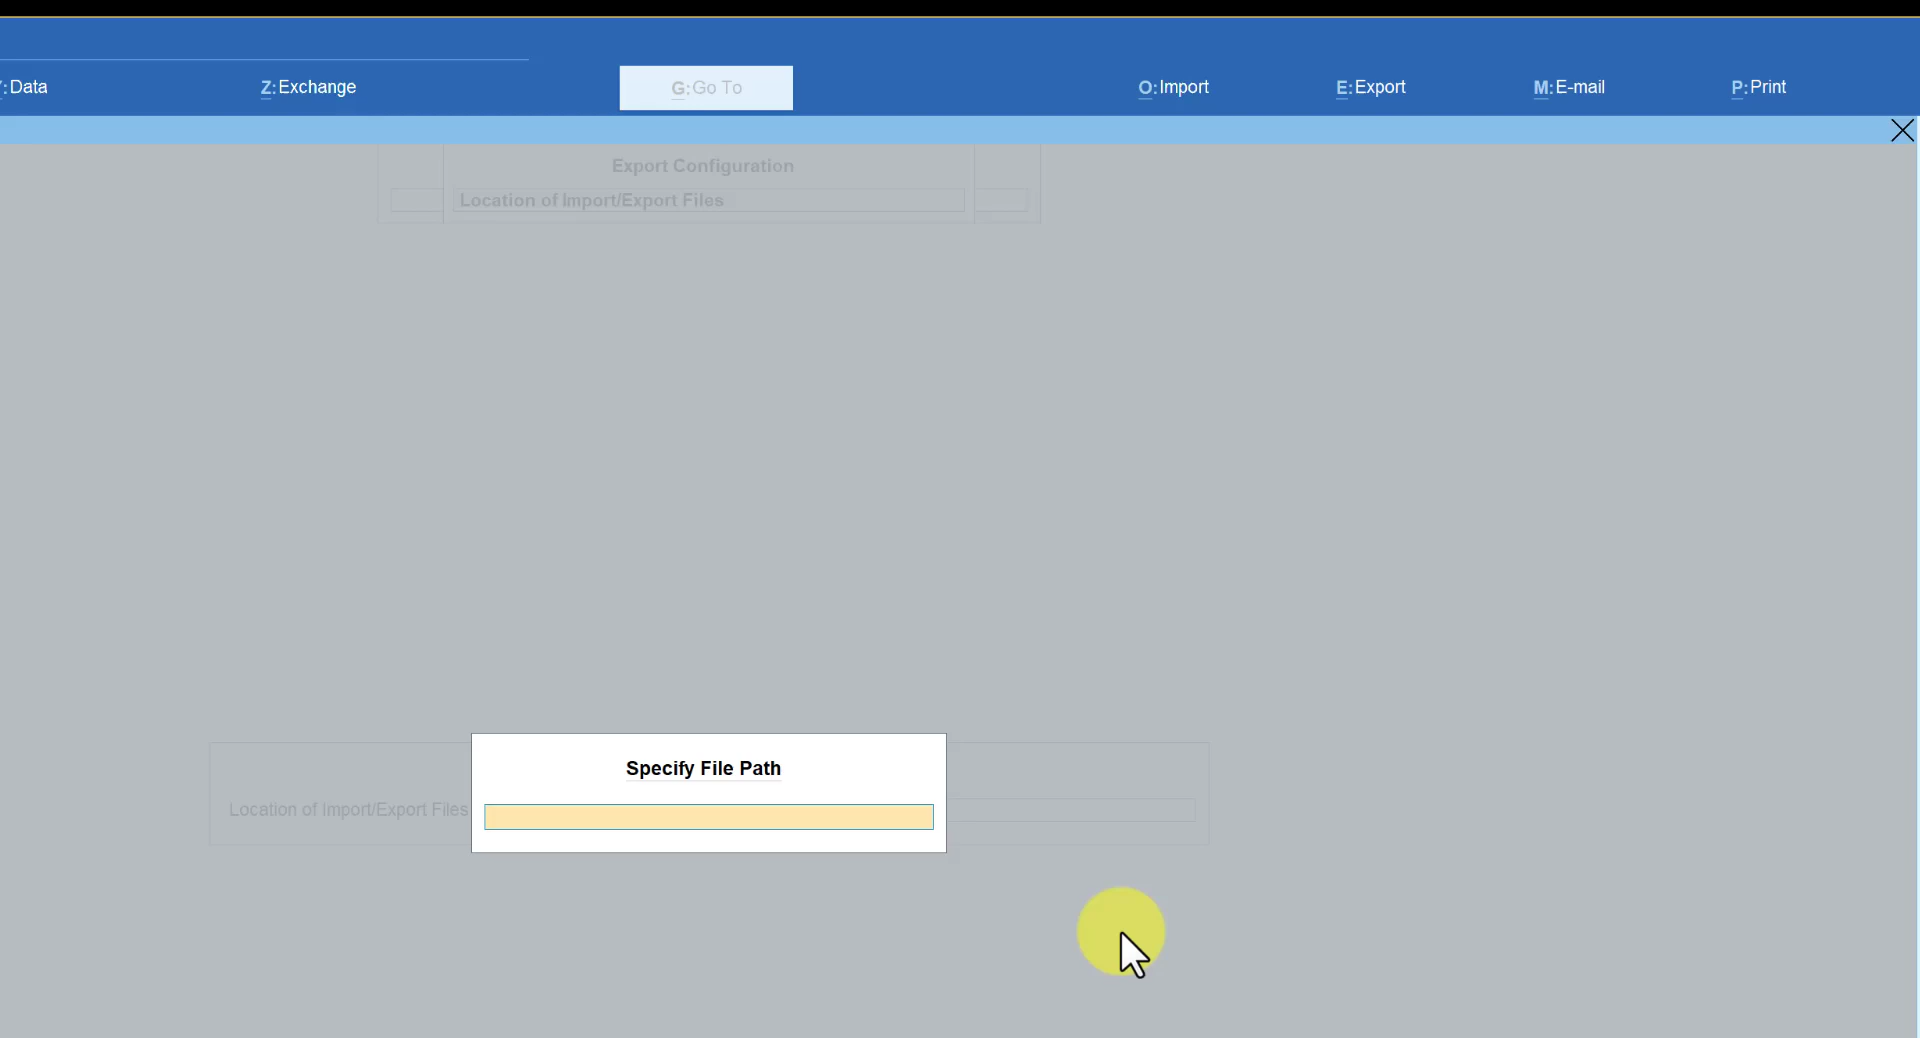 :Data
Z:Exchange
G:Go To
O:Import
E:Export
M:E-mail
P:Print
Export Configuration
Location of Import/Export Files
Specify File Path
Location of Import/Export Files